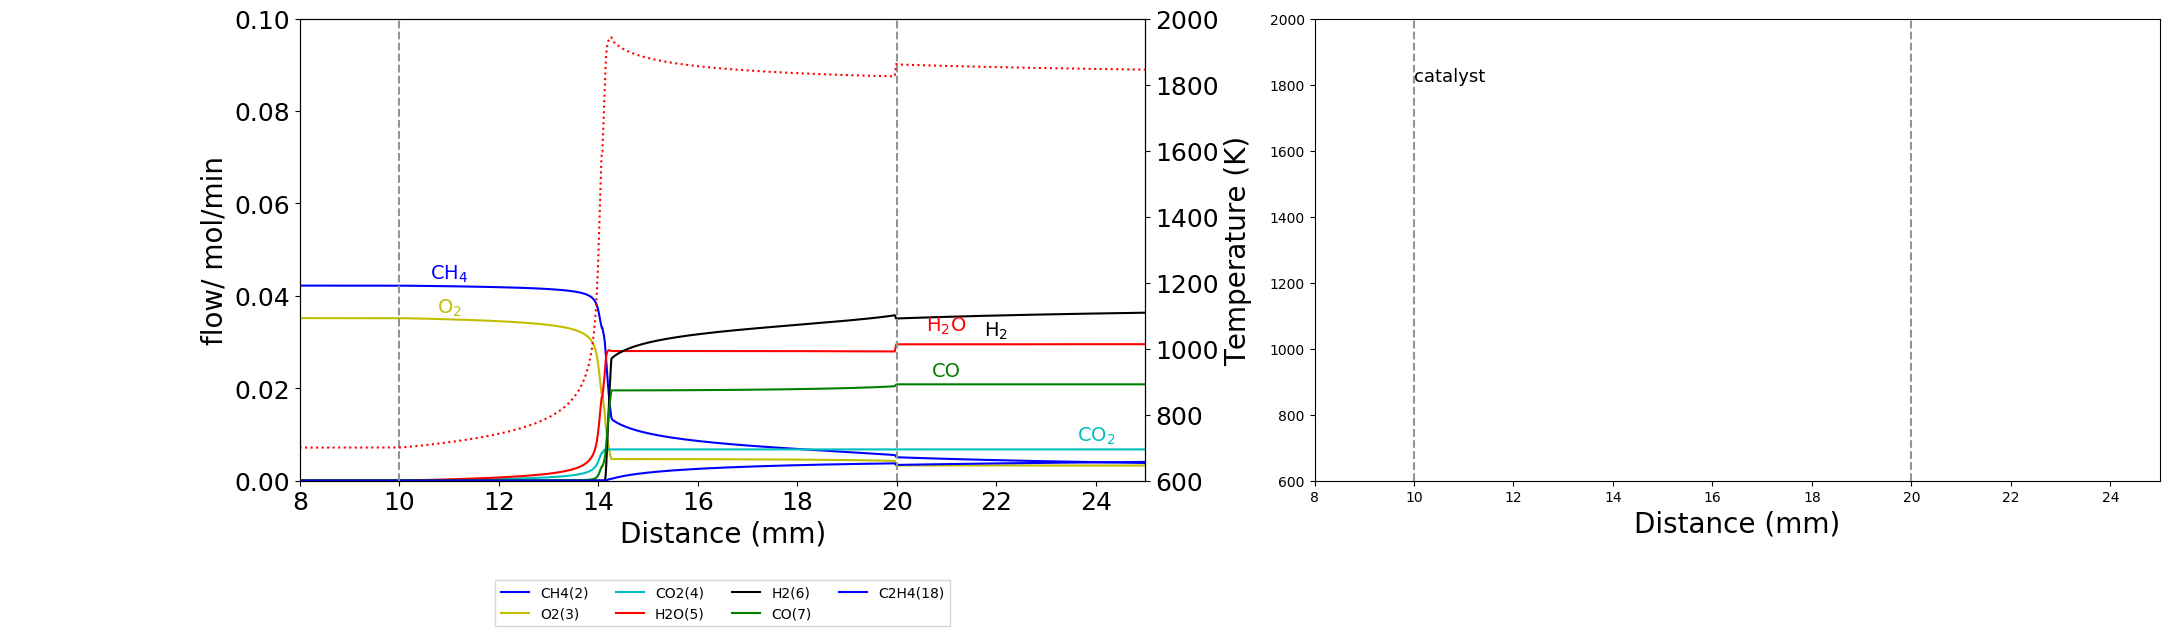 0.10
0.08
0.06
0.04
0.02
0.00
flow/ mol/min
8 10 12 14 16 18 20 22 24
Distance (mm)
2000
1800
1600
1400
1200
1000
800
600
Temperature (K)
CH₄
O₂
H₂O
H₂
CO
CO₂
CH4(2) CO2(4) H2(6) C2H4(18)
O2(3) H2O(5) CO(7)
2000
1800
1600
1400
1200
1000
800
600
catalyst
8 10 12 14 16 18 20 22 24
Distance (mm)